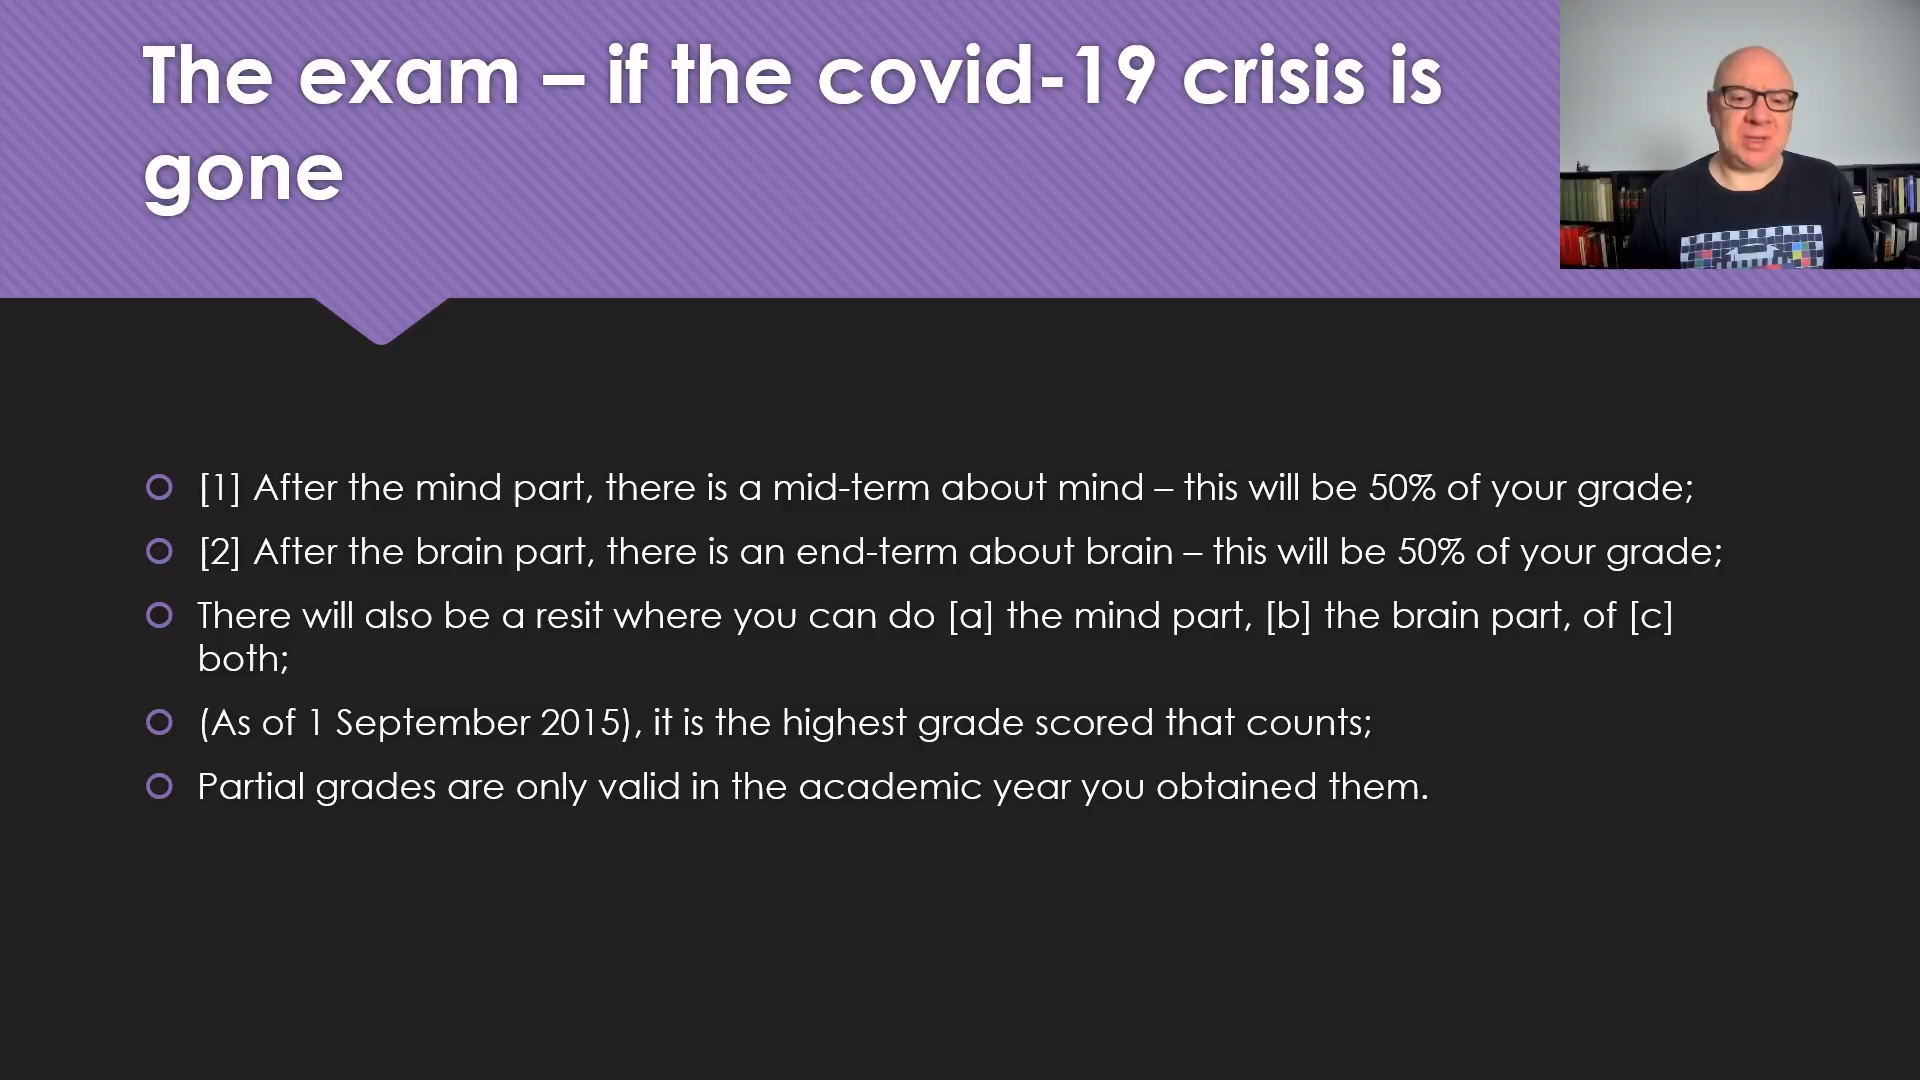 The exam – if the covid-19 crisis is
gone
[1] After the mind part, there is a mid-term about mind – this will be 50% of your grade;
[2] After the brain part, there is an end-term about brain – this will be 50% of your grade;
There will also be a resit where you can do [a] the mind part, [b] the brain part, of [c]
both;
(As of 1 September 2015), it is the highest grade scored that counts;
Partial grades are only valid in the academic year you obtained them.